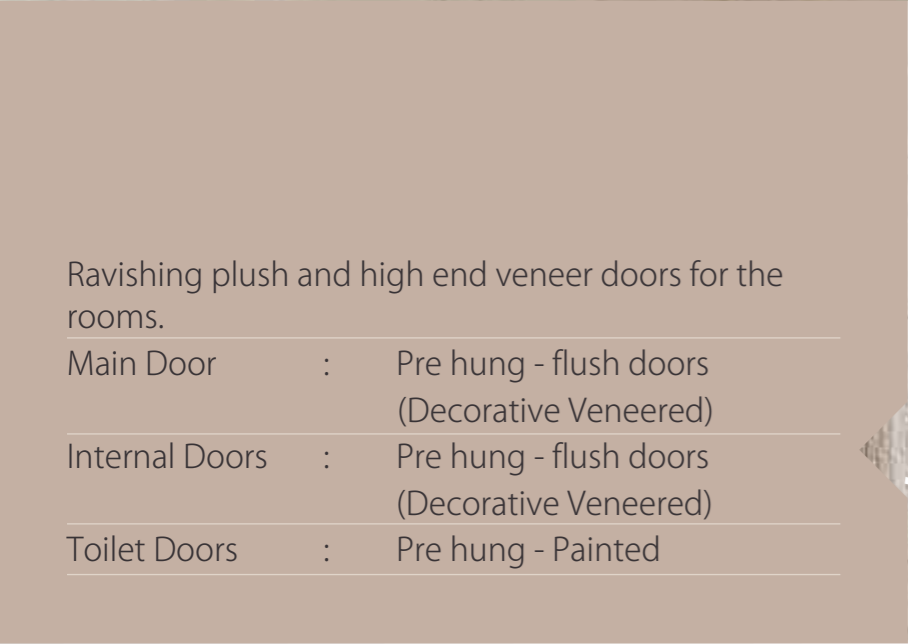 Ravishing plush and high end veneer doors for the
rooms.
Main Door : Pre hung - flush doors
(Decorative Veneered)
Internal Doors : Pre hung - flush doors
(Decorative Veneered)
Toilet Doors : Pre hung - Painted